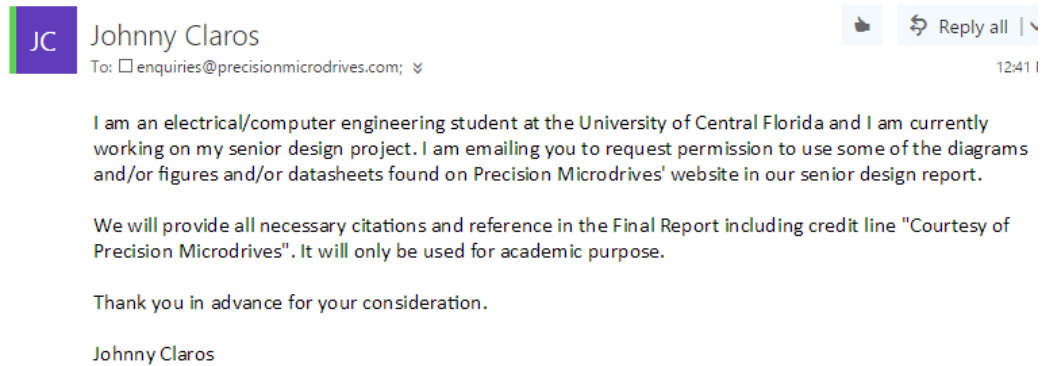 JC
Johnny Claros
Reply all
To: enquiries@precisionmicrodrives.com;
12:41
I am an electrical/computer engineering student at the University of Central Florida and I am currently
working on my senior design project. I am emailing you to request permission to use some of the diagrams
and/or figures and/or datasheets found on Precision Microdrives' website in our senior design report.
We will provide all necessary citations and reference in the Final Report including credit line "Courtesy of
Precision Microdrives". It will only be used for academic purpose.
Thank you in advance for your consideration.
Johnny Claros